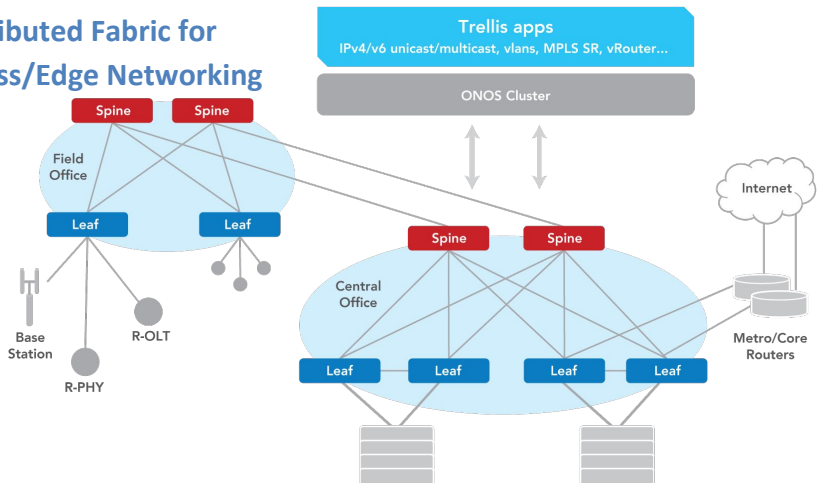 ibuted Fabric for
ss/Edge Networking
Trellis apps
IPv4/v6 unicast/multicast, vlans, MPLS SR, vRouter...
ONOS Cluster
Spine
Spine
Field
Office
Leaf
Leaf
Base
Station
R-PHY
R-OLT
Spine
Spine
Central
Office
Leaf
Leaf
Leaf
Leaf
Internet
Metro/Core
Routers